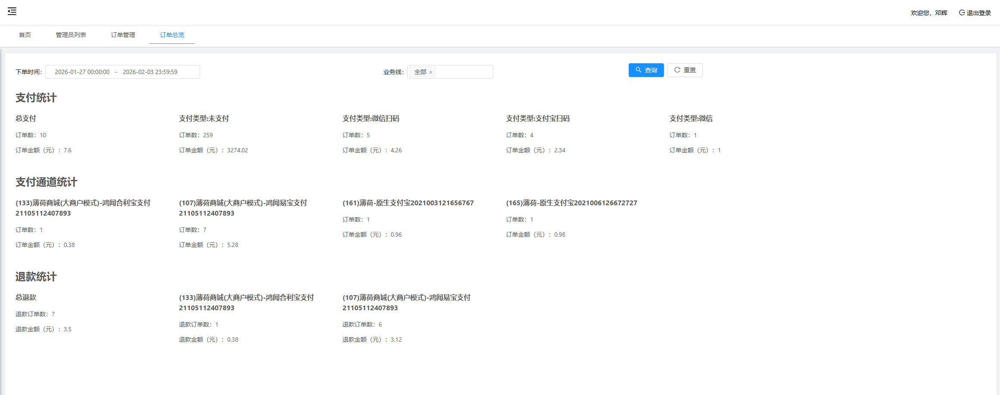 欢迎您，邓辉 退出登录
首页 管理员列表 订单管理 订单总览
下单时间： 2026-01-27 00:00:00 ~ 2026-02-03 23:59:59 业务线： 全部 查询 重置
支付统计
总支付
订单数：10
订单金额（元）：7.6
支付类型:未支付
订单数：259
订单金额（元）：3274.02
支付类型:微信扫码
订单数：5
订单金额（元）：4.26
支付类型:支付宝扫码
订单数：4
订单金额（元）：2.34
支付类型:微信
订单数：1
订单金额（元）：1
支付通道统计
(133)薄荷商城(大商户模式)-鸿闻合利宝支付
21105112407893
订单数：1
订单金额（元）：0.38
(107)薄荷商城(大商户模式)-鸿闻易宝支付
21105112407893
订单数：7
订单金额（元）：5.28
(161)薄荷-原生支付宝2021003121656767
订单数：1
订单金额（元）：0.96
(165)薄荷-原生支付宝2021006126672727
订单数：1
订单金额（元）：0.98
退款统计
总退款
退款订单数：7
退款金额（元）：3.5
(133)薄荷商城(大商户模式)-鸿闻合利宝支付
21105112407893
退款订单数：1
退款金额（元）：0.38
(107)薄荷商城(大商户模式)-鸿闻易宝支付
21105112407893
退款订单数：6
退款金额（元）：3.12